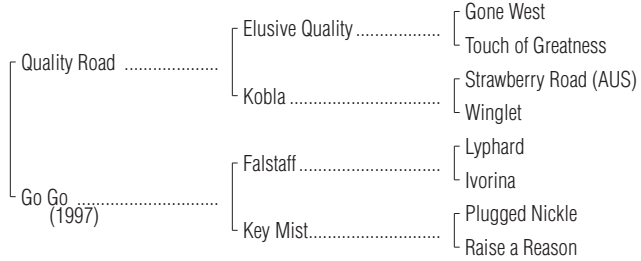 Gone West
Elusive Quality ..................
Touch of Greatness
Quality Road ....................
Strawberry Road (AUS)
Kobla ................................
Winglet
Lyphard
Falstaff ..............................
Ivorina
Go Go ..............................
(1997)
Plugged Nickle
Key Mist............................
Raise a Reason